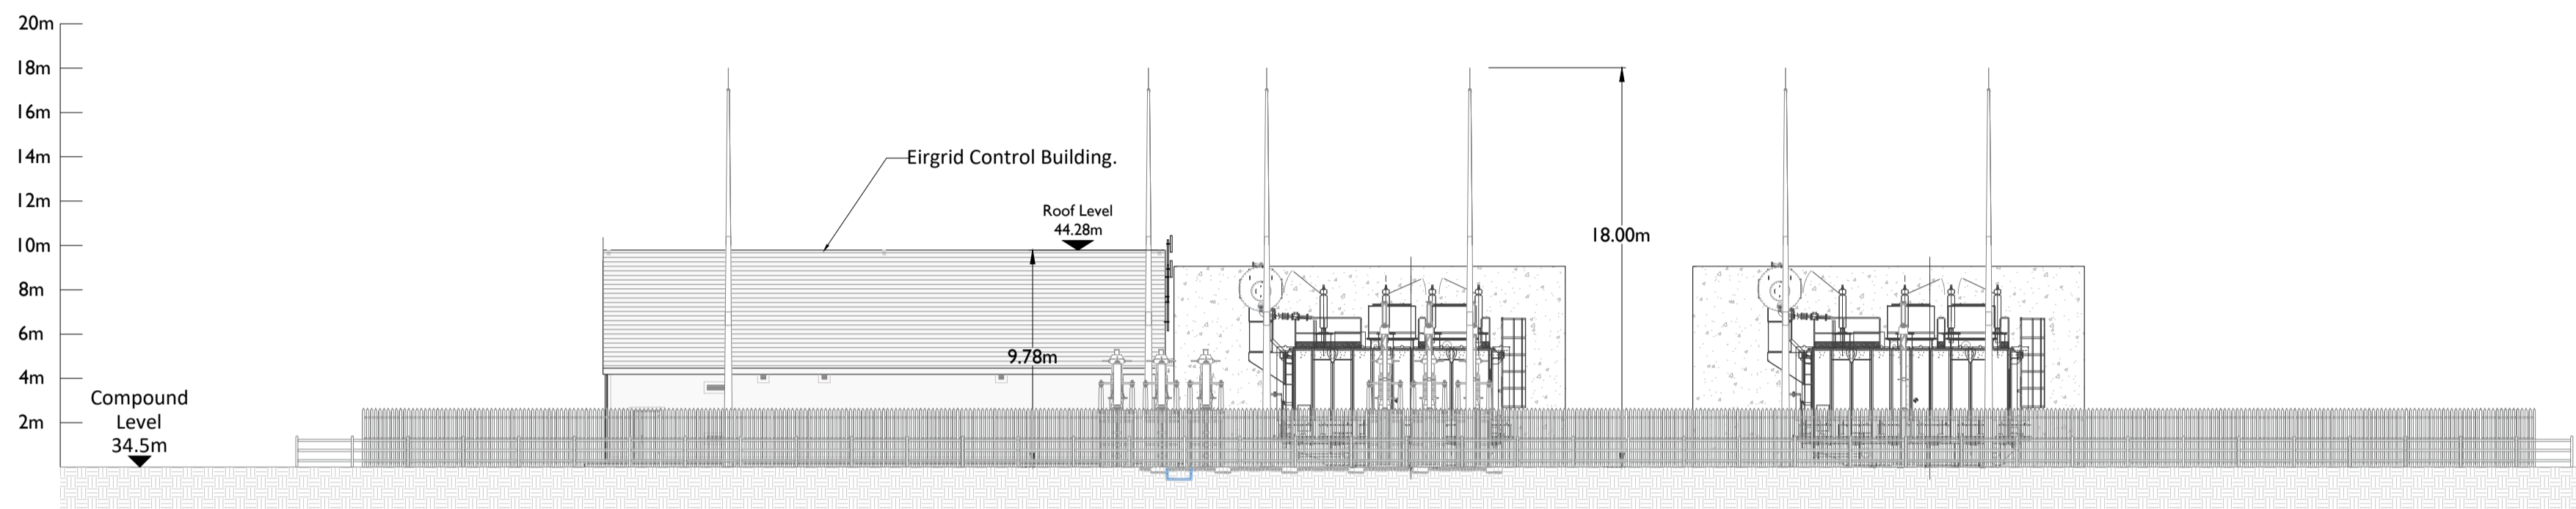 20m
18m
16m
14m
12m
10m
8m
6m
4m
2m
Compound
Level
34.5m
Eirgrid Control Building.
Roof Level
44.28m
9.78m
18.00m